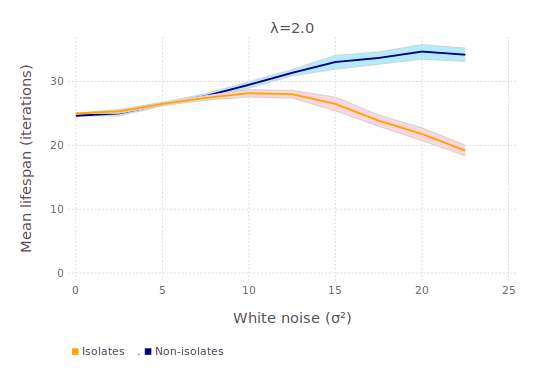 λ=2.0
Mean lifespan (iterations)
30
20
10
0
0 5 10 15 20 25
White noise (σ²)
Isolates . Non-isolates